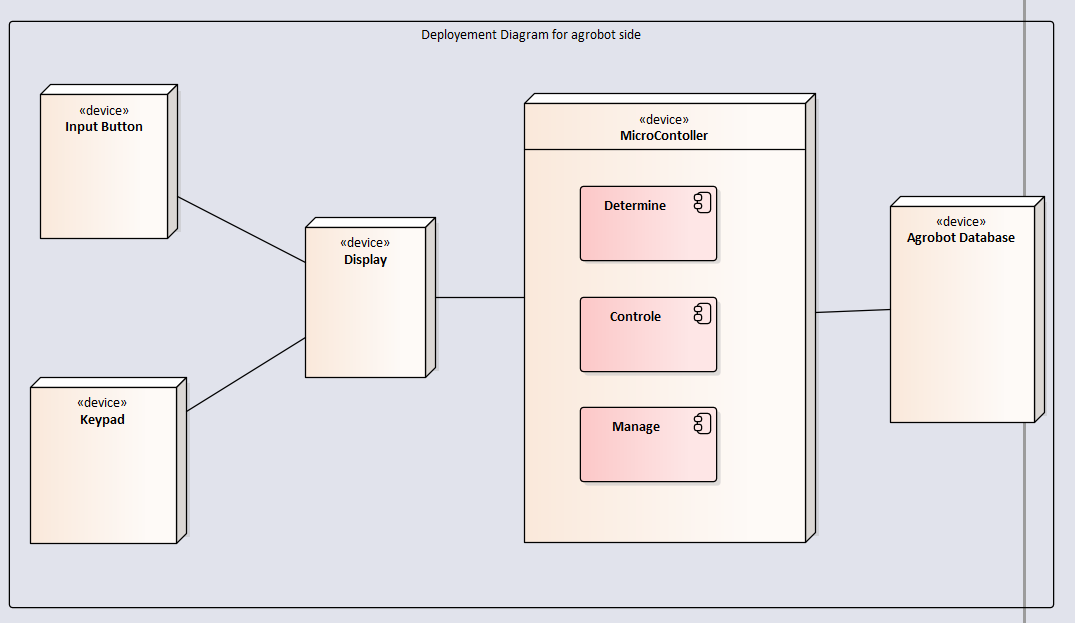 Deployement Diagram for agrobot side
«device»
Input Button
«device»
Keypad
«device»
Display
«device»
MicroContoller
Determine
Controle
Manage
«device»
Agrobot Database